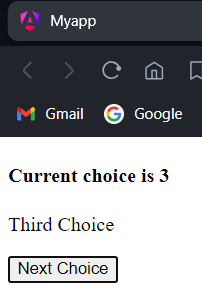 Myapp
Gmail Google
Current choice is 3
Third Choice
Next Choice